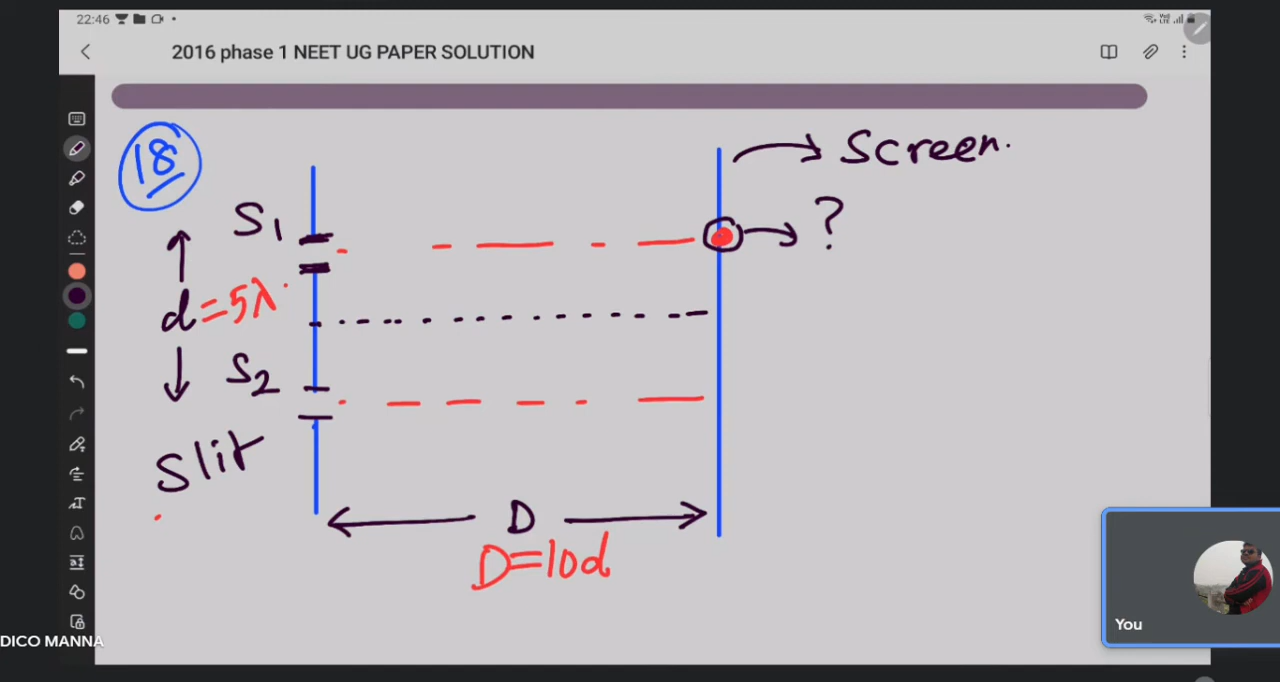 22:46
2016 phase 1 NEET UG PAPER SOLUTION
18
Screen.
S1
?
d=5λ
S2
Slit
D
D=10d
You
DICO MANNA